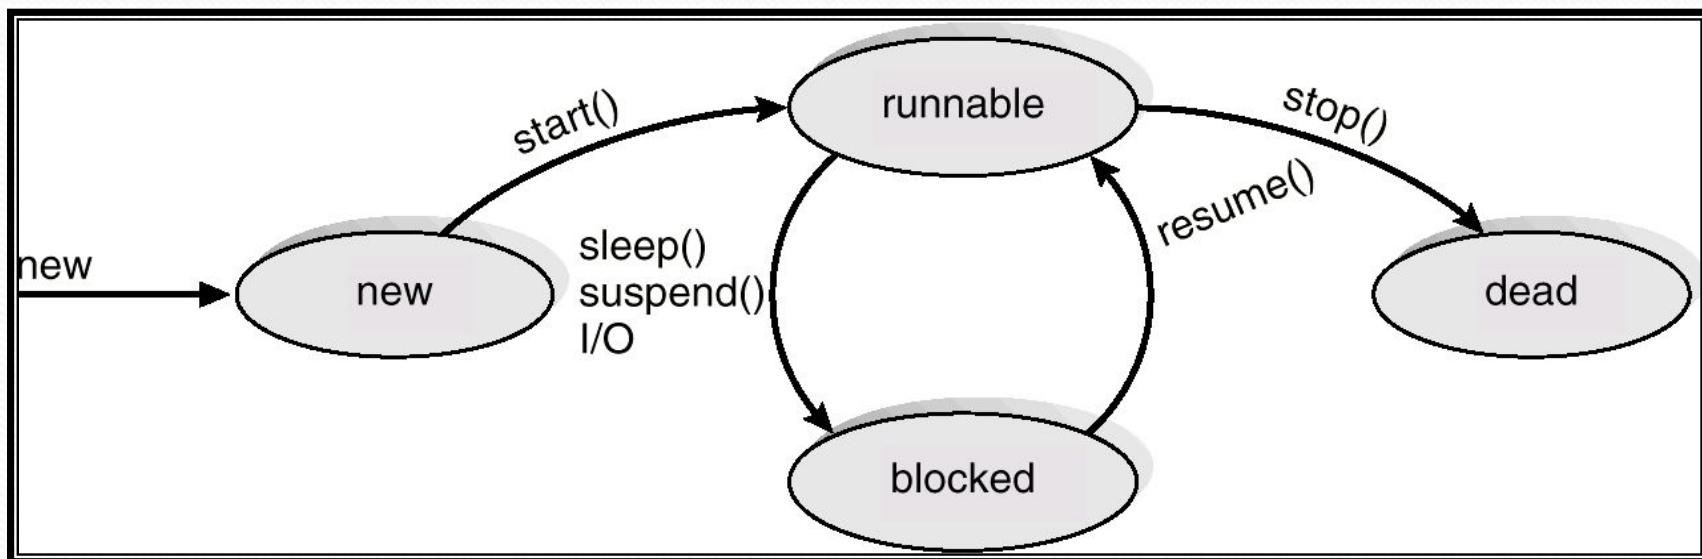 runnable
start()
stop()
resume()
new
sleep()
suspend()
I/O
new
dead
blocked